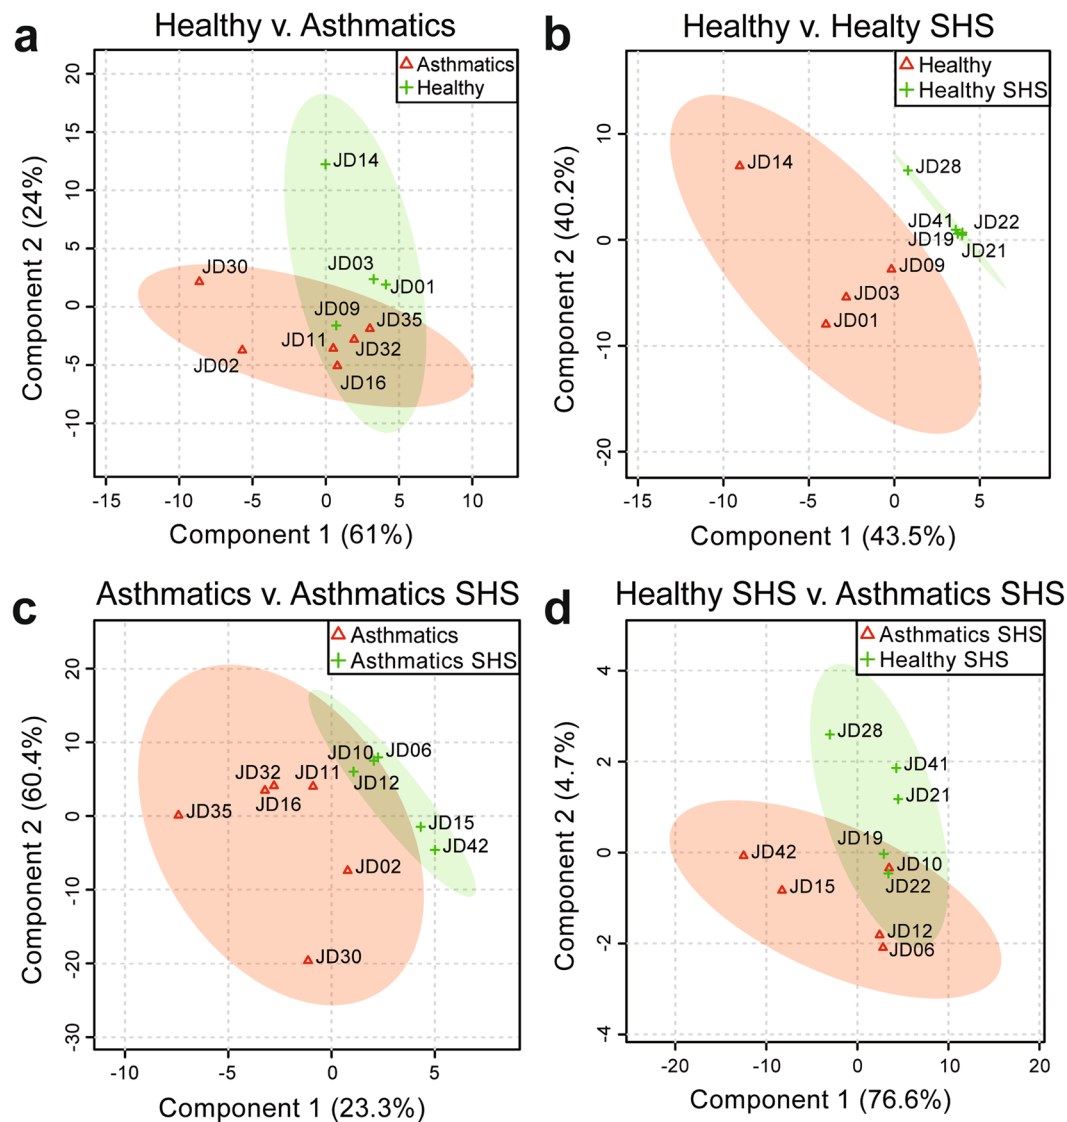 a
Healthy v. Asthmatics
Asthmatics
Healthy
20
15
10
5
0
-5
-10
Component 2 (24%)
JD14
JD03
JD01
JD30
JD09
JD35
JD11
JD32
JD02
JD16
-15
-10
-5
0
5
10
Component 1 (61%)
b
Healthy v. Healty SHS
Healthy
Healthy SHS
10
0
-10
-20
Component 2 (40.2%)
JD14
JD28
JD41
JD22
JD19
JD21
JD09
JD03
JD01
-15
-10
-5
0
5
Component 1 (43.5%)
c
Asthmatics v. Asthmatics SHS
Asthmatics
Asthmatics SHS
20
10
0
-10
-20
-30
Component 2 (60.4%)
JD10
JD06
JD32
JD11
JD12
JD16
JD35
JD15
JD42
JD02
JD30
-10
-5
0
5
Component 1 (23.3%)
d
Healthy SHS v. Asthmatics SHS
Asthmatics SHS
Healthy SHS
4
2
0
-2
-4
Component 2 (4.7%)
JD28
JD41
JD21
JD19
JD42
JD10
JD15
JD22
JD12
JD06
-20
-10
0
10
20
Component 1 (76.6%)